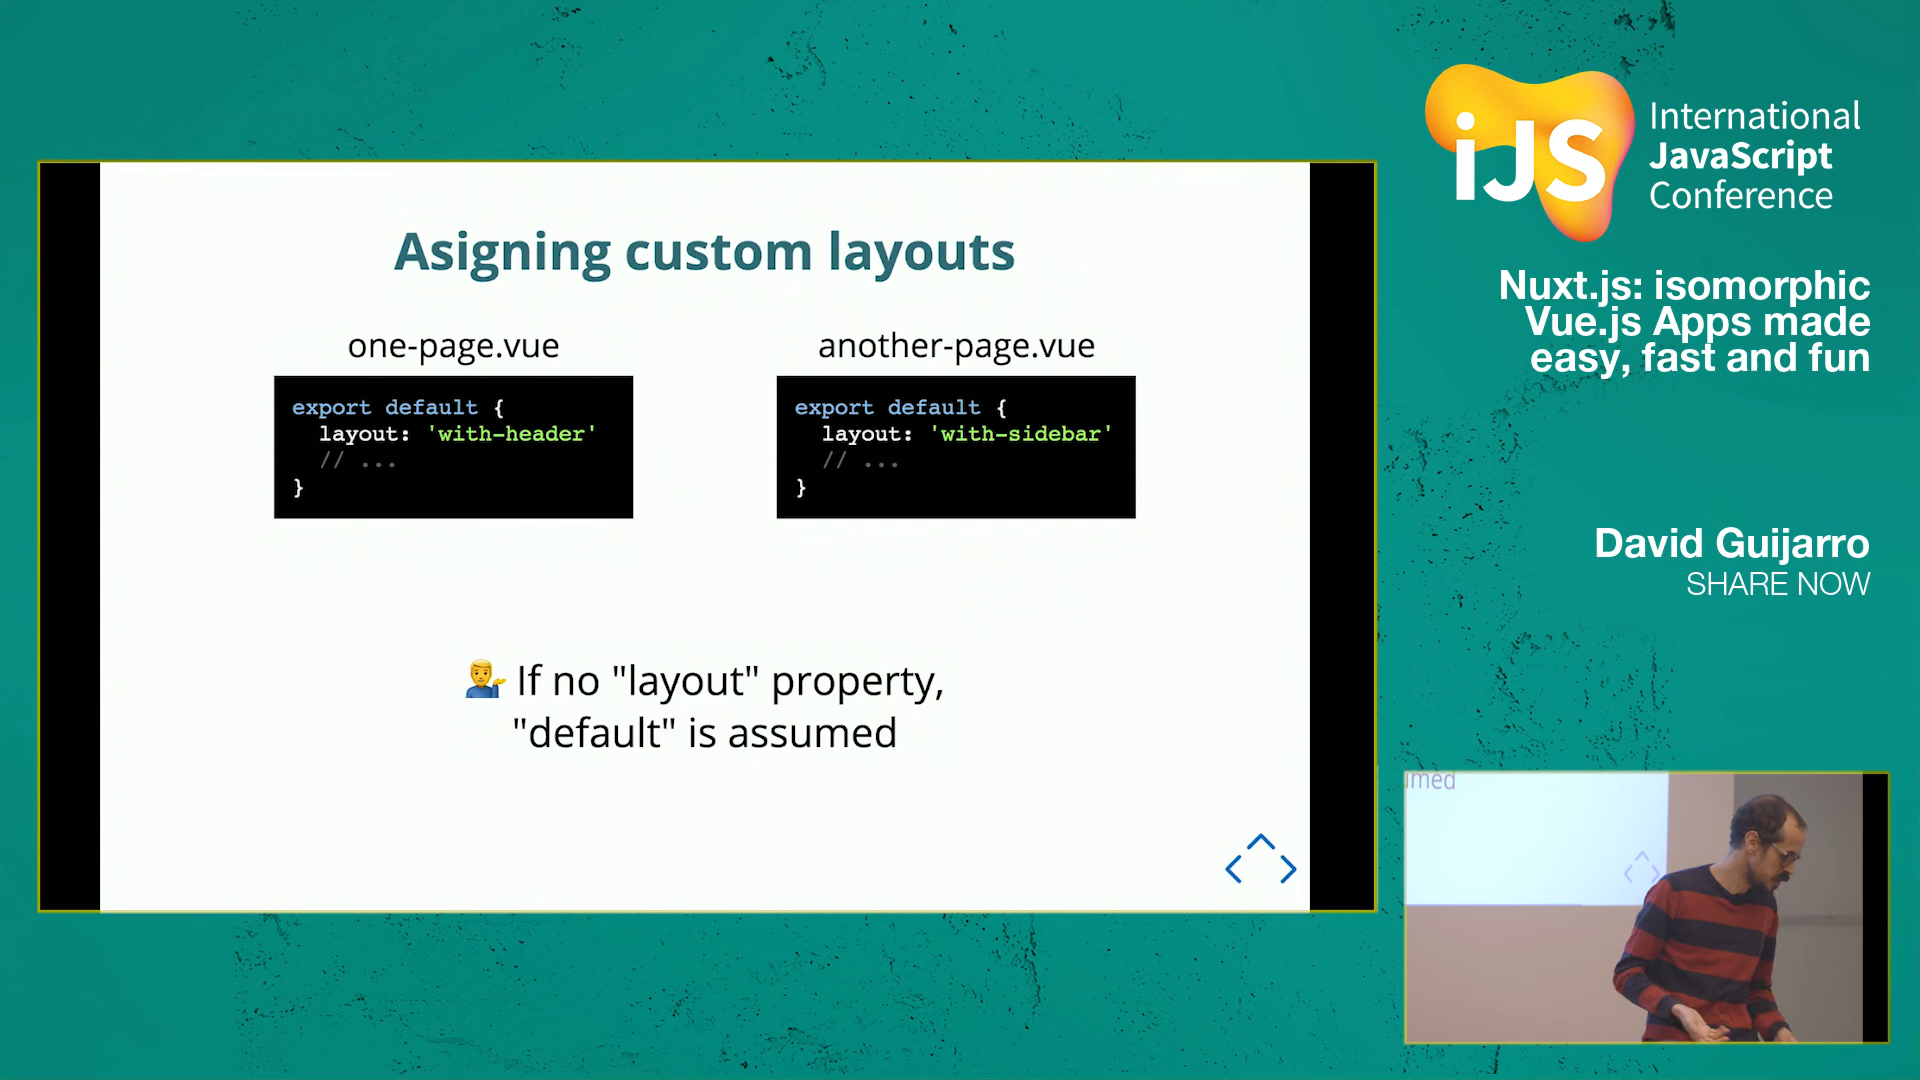 Asigning custom layouts
one-page.vue
export default {
layout: 'with-header'
// ...
}
another-page.vue
export default {
layout: 'with-sidebar'
// ...
}
If no "layout" property,
"default" is assumed
iJS
International
JavaScript
Conference
Nuxt.js: isomorphic
Vue.js Apps made
easy, fast and fun
David Guijarro
SHARE NOW
med